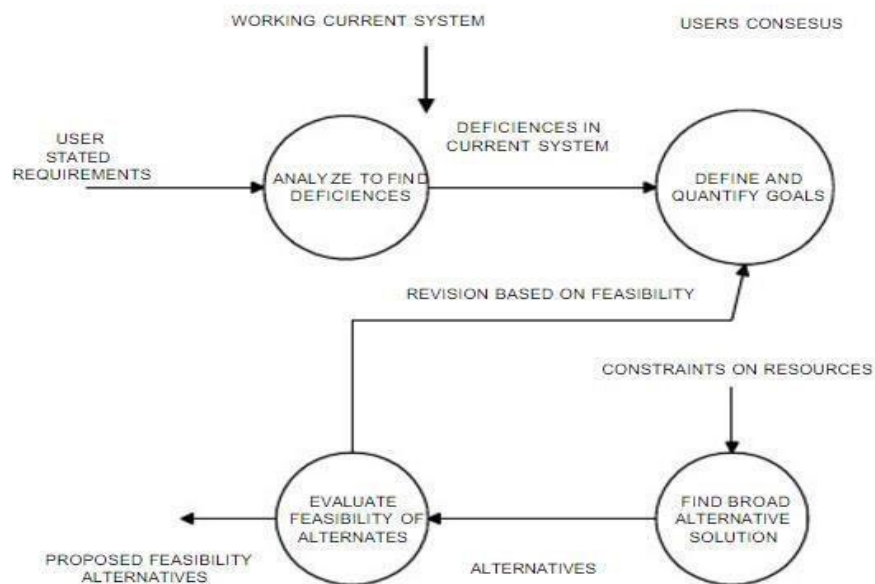 WORKING CURRENT SYSTEM
USERS CONSESUS
USER
STATED
REQUIREMENTS
ANALYZE TO FIND
DEFICIENCES
DEFICIENCES IN
CURRENT SYSTEM
DEFINE AND
QUANTIFY GOALS
REVISION BASED ON FEASIBILITY
CONSTRAINTS ON RESOURCES
EVALUATE
FEASIBILITY OF
ALTERNATES
FIND BROAD
ALTERNATIVE
SOLUTION
PROPOSED FEASIBILITY
ALTERNATIVES
ALTERNATIVES